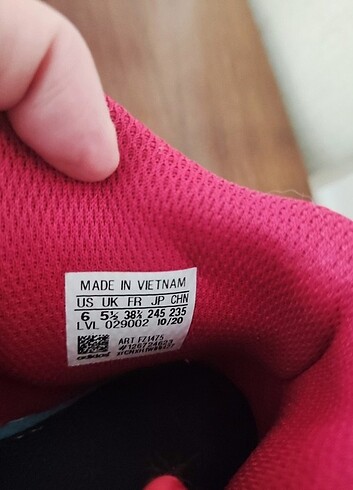 MADE IN VIETNAM
US UK FR JP CHN
6 5½ 38⅔ 245 235
LVL 029002 10/20
ART FZ1475
adidas